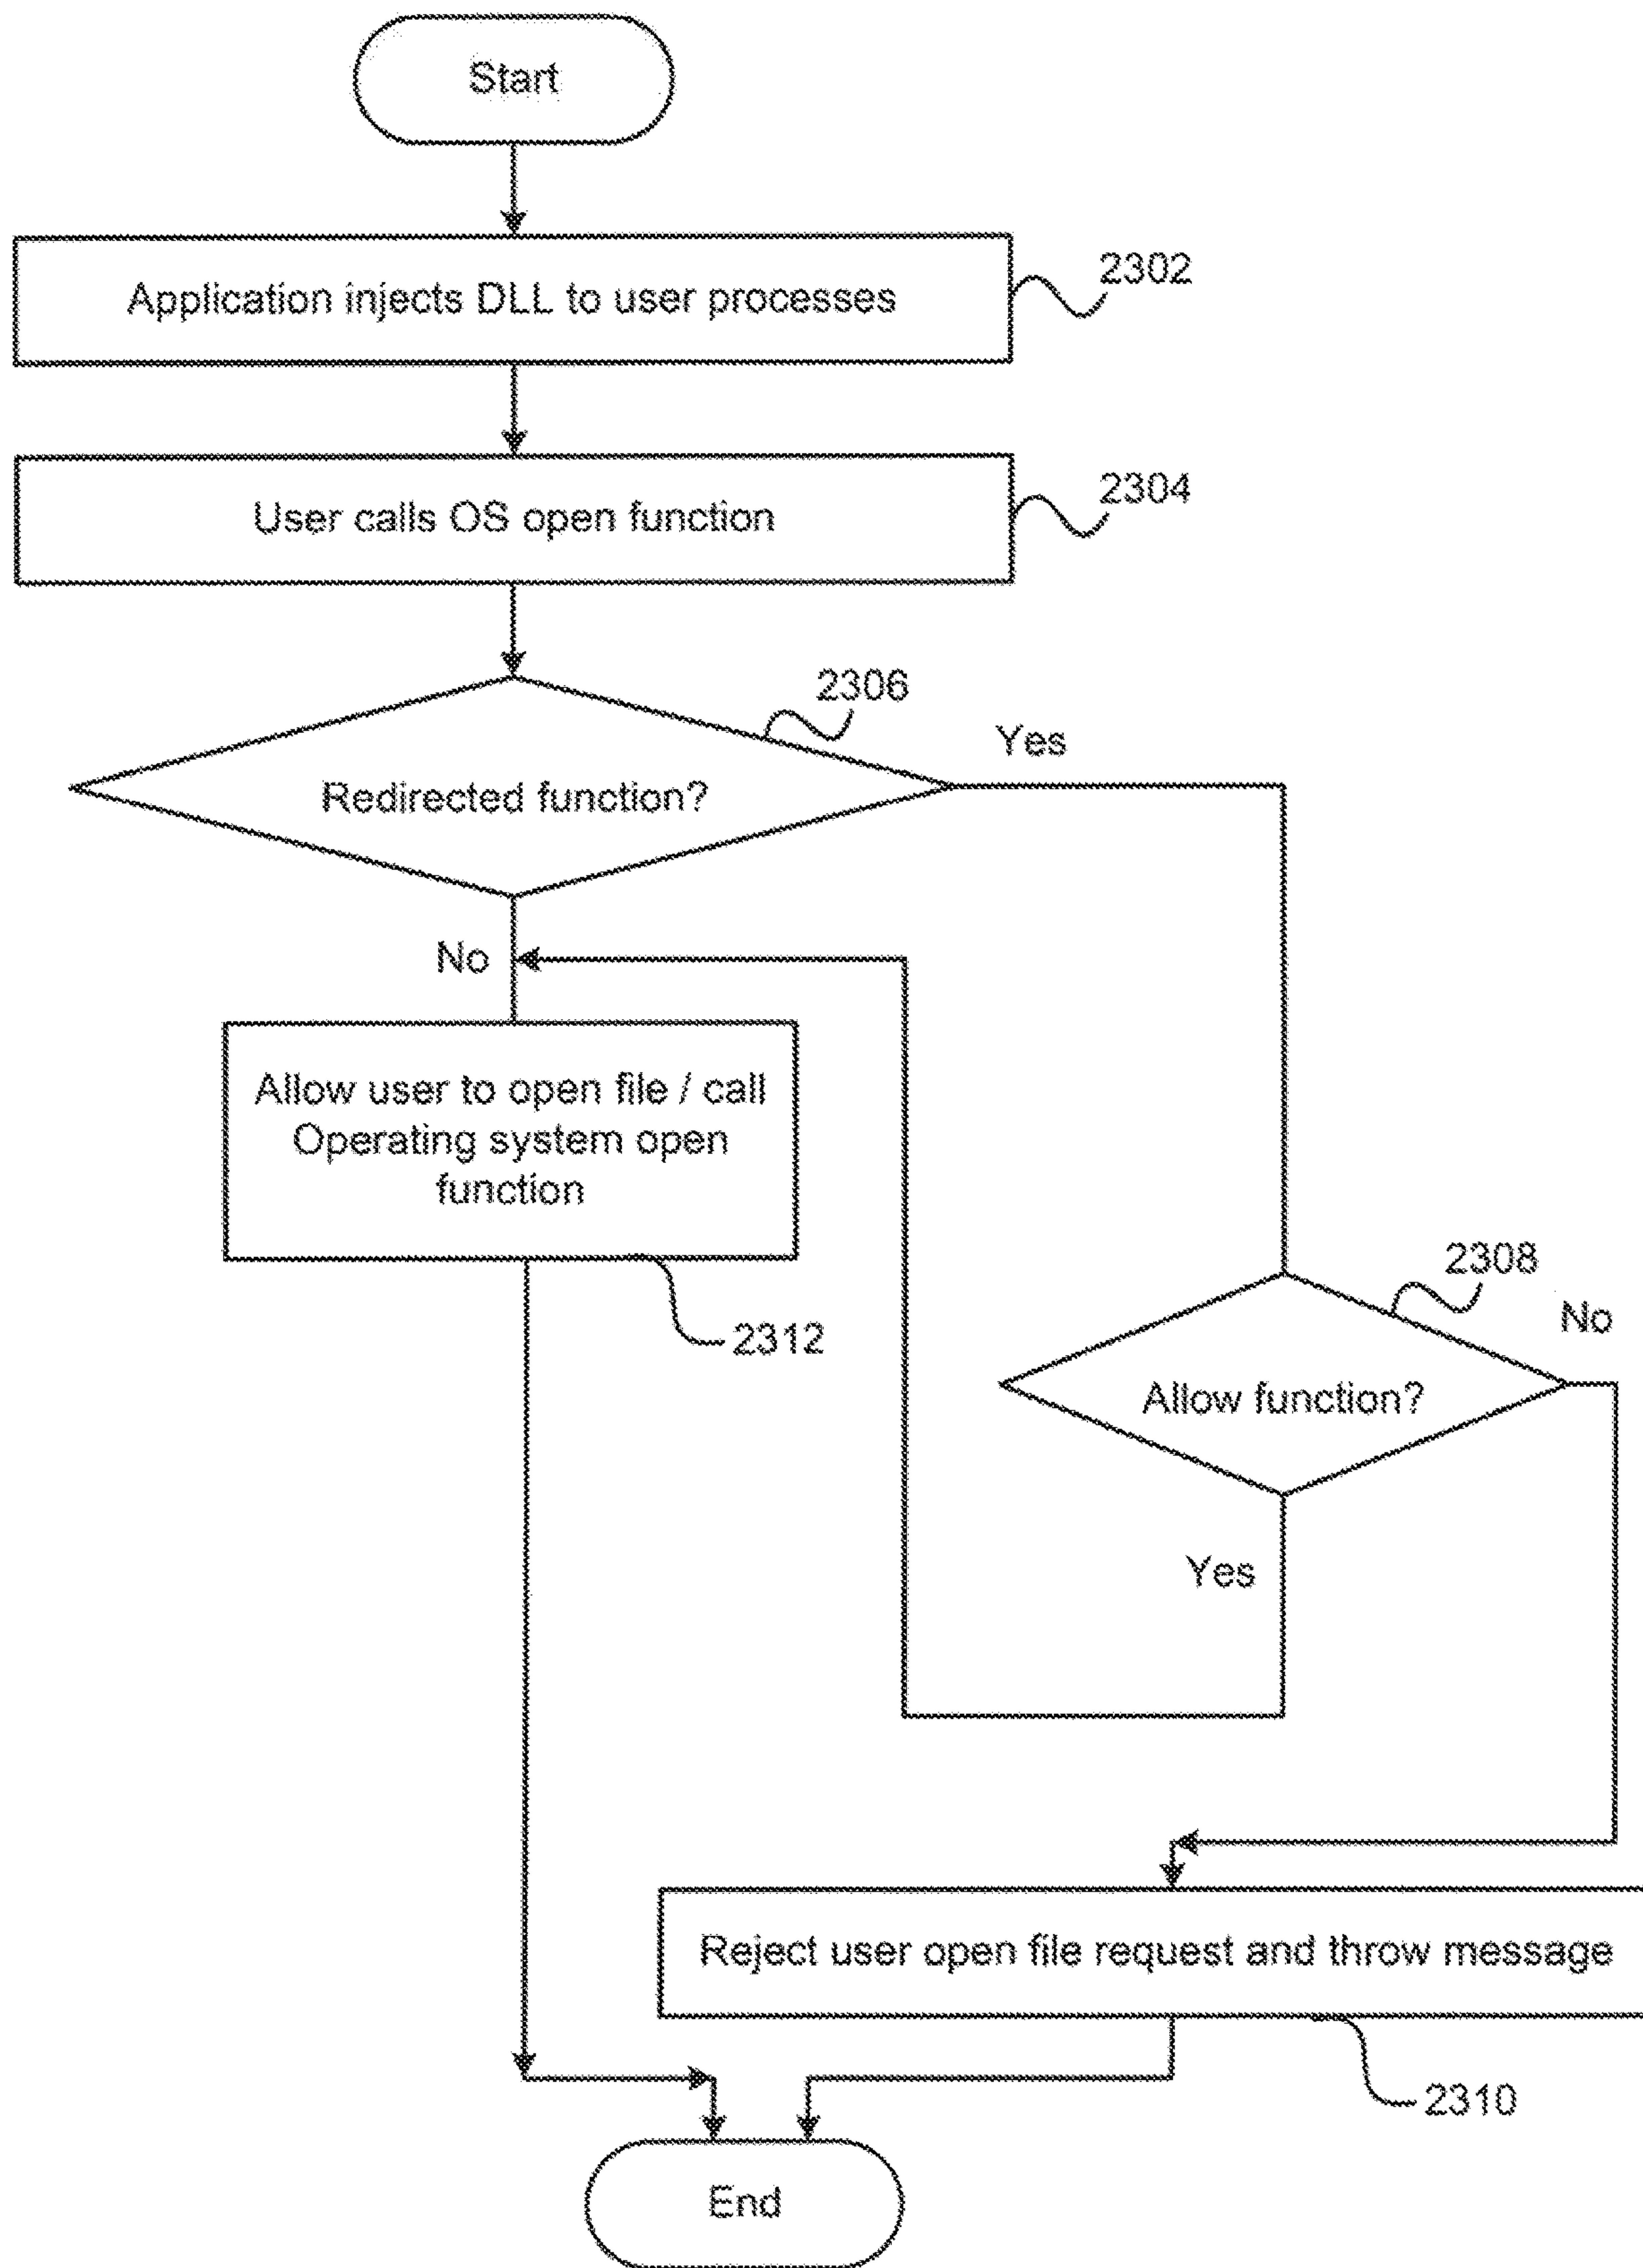 Start
Application injects DLL to user processes
2302
User calls OS open function
2304
2306
Yes
Redirected function?
No
Allow user to open file / call
Operating system open
function
2312
2308
No
Allow function?
Yes
Reject user open file request and throw message
2310
End